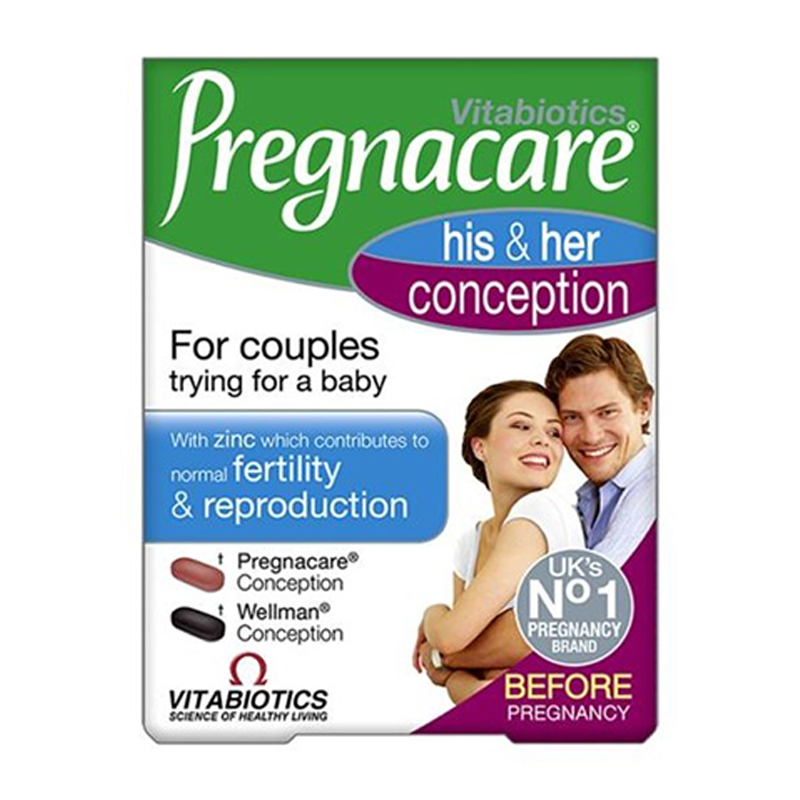 Vitabiotics
Pregnacare®
his & her
conception
For couples
trying for a baby
With zinc which contributes to
normal fertility
& reproduction
† Pregnacare®
Conception
† Wellman®
Conception
VITABIOTICS
SCIENCE OF HEALTHY LIVING
UK's
Nº1
PREGNANCY
BRAND
BEFORE
PREGNANCY